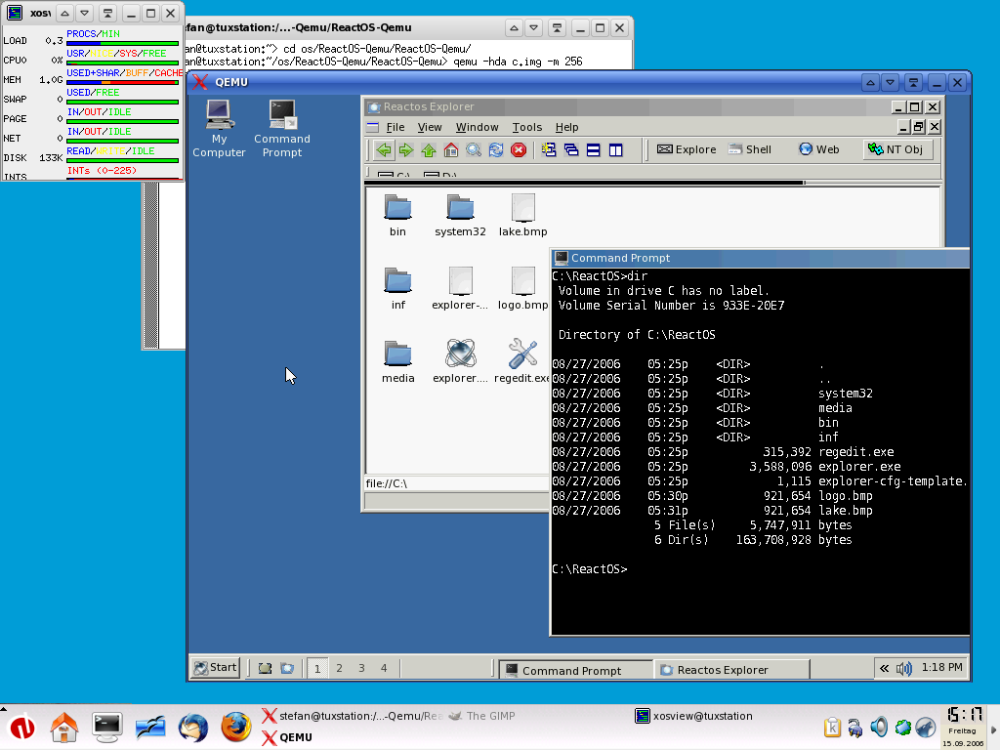 xosv
LOAD 0.3 PROCS/MIN
CPU0 0% USR/ /SYS/FREE
MEM 1.0G USED+SHAR/BUFF/CACHE
SWAP 0 USED/FREE
PAGE 0 IN/OUT/IDLE
NET 0 IN/OUT/IDLE
DISK 133K READ/ /IDLE
INTS INTs (0-225)
efan@tuxstation:/...-Qemu/ReactOS-Qemu
an@tuxstation:~> cd os/ReactOS-Qemu/ReactOS-Qemu/
an@tuxstation:~/os/ReactOS-Qemu/ReactOS-Qemu> qemu -hda c.img -m 256
QEMU
My Computer
Command Prompt
Reactos Explorer
File View Window Tools Help
Explore Shell Web NT Obj
C:\ D:\
bin system32 lake.bmp
inf explorer-... logo.bmp
media explorer.... regedit.exe
file://C:\
Command Prompt
C:\ReactOS>dir
Volume in drive C has no label.
Volume Serial Number is 933E-20E7
Directory of C:\ReactOS
08/27/2006 05:25p <DIR> .
08/27/2006 05:25p <DIR> ..
08/27/2006 05:25p <DIR> system32
08/27/2006 05:25p <DIR> media
08/27/2006 05:25p <DIR> bin
08/27/2006 05:25p <DIR> inf
08/27/2006 05:25p 315,392 regedit.exe
08/27/2006 05:25p 3,588,096 explorer.exe
08/27/2006 05:25p 1,115 explorer-cfg-template.
08/27/2006 05:30p 921,654 logo.bmp
08/27/2006 05:31p 921,654 lake.bmp
5 File(s) 5,747,911 bytes
6 Dir(s) 163,708,928 bytes
C:\ReactOS>
Start 1 2 3 4 Command Prompt Reactos Explorer « 1:18 PM
stefan@tuxstation:/...-Qemu/Rea The GIMP xosview@tuxstation
QEMU
15:17
Freitag
15.09.2006